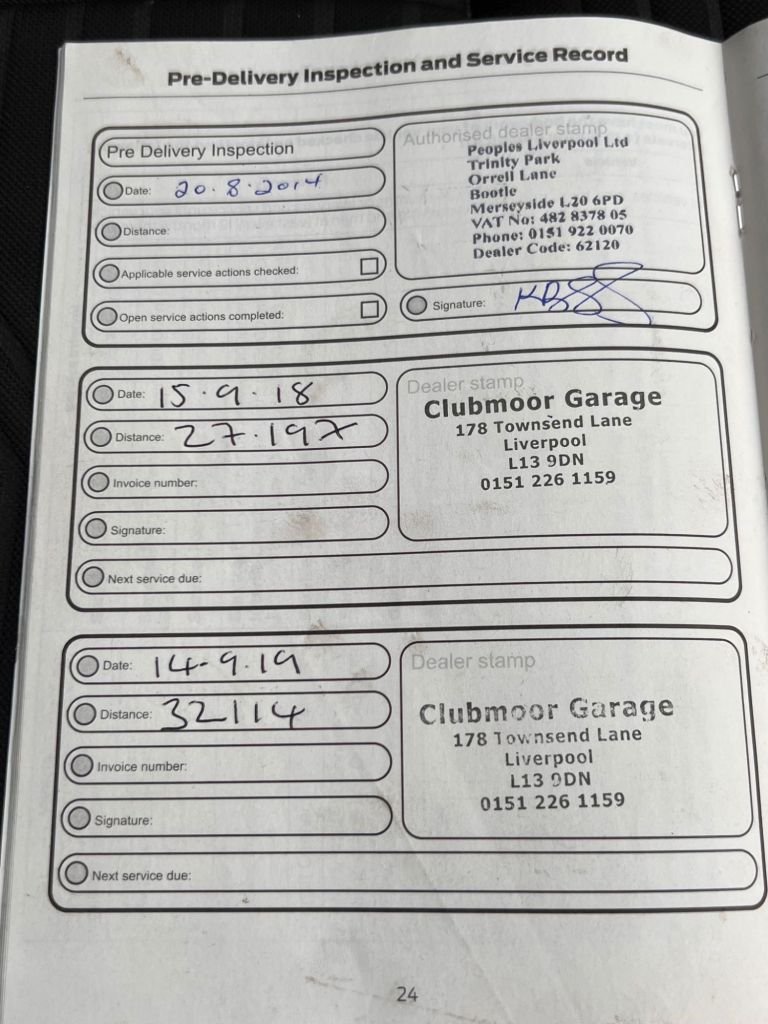 Pre-Delivery Inspection and Service Record
Pre Delivery Inspection
Date: 20.8.2014
Distance:
Applicable service actions checked:
Open service actions completed:
Authorised dealer stamp
Peoples Liverpool Ltd
Trinity Park
Orrell Lane
Bootle
Merseyside L20 6PD
VAT No: 482 8378 05
Phone: 0151 922 0070
Dealer Code: 62120
Signature:
Date: 15.9.18
Distance: 27.197
Invoice number:
Signature:
Next service due:
Dealer stamp
Clubmoor Garage
178 Townsend Lane
Liverpool
L13 9DN
0151 226 1159
Date: 14-9.19
Distance: 32114
Invoice number:
Signature:
Next service due:
Dealer stamp
Clubmoor Garage
178 Townsend Lane
Liverpool
L13 9DN
0151 226 1159
24